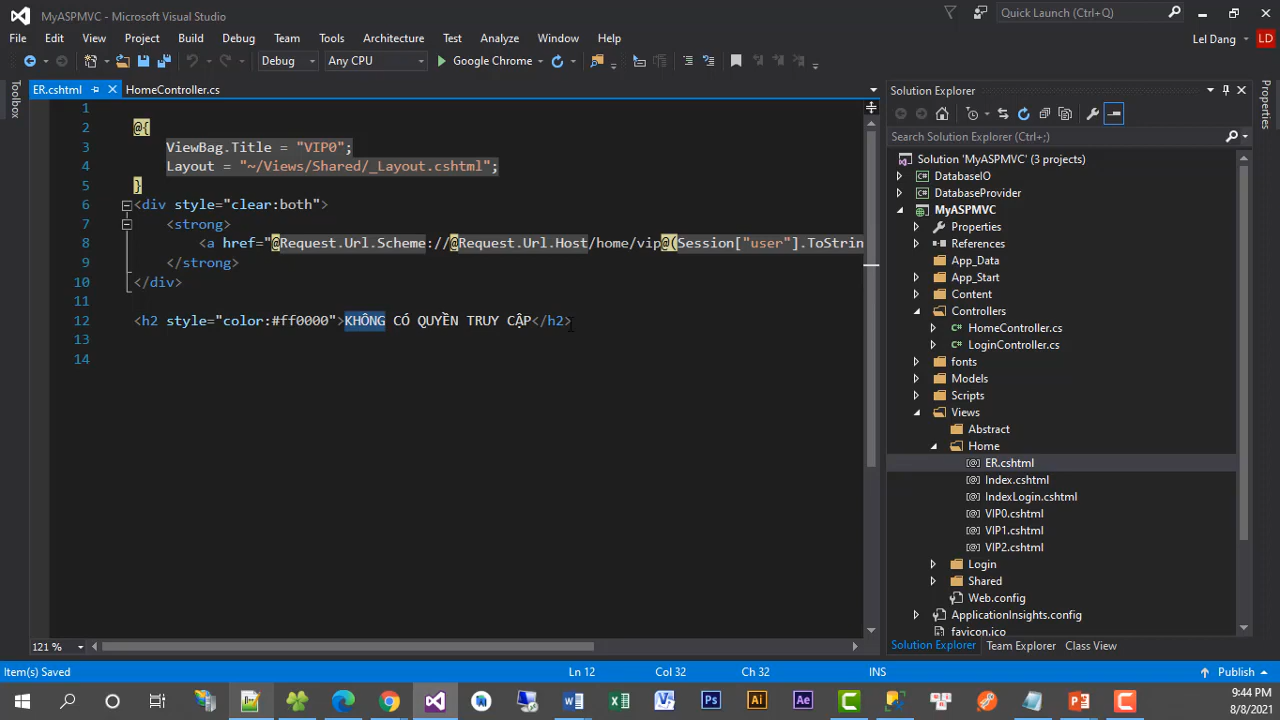 MyASPMVC - Microsoft Visual Studio
Quick Launch (Ctrl+Q)
File Edit View Project Build Debug Team Tools Architecture Test Analyze Window Help
Lel Dang LD
Debug Any CPU Google Chrome
Toolbox
ER.cshtml HomeController.cs
1
2 @{
3 ViewBag.Title = "VIP0";
4 Layout = "~/Views/Shared/_Layout.cshtml";
5 }
6 <div style="clear:both">
7 <strong>
8 <a href="@Request.Url.Scheme://@Request.Url.Host/home/vip@(Session["user"].ToStrin
9 </strong>
10 </div>
11
12 <h2 style="color:#ff0000">KHÔNG CÓ QUYỀN TRUY CẬP</h2>
13
14
121 %
Solution Explorer
Search Solution Explorer (Ctrl+;)
Solution 'MyASPMVC' (3 projects)
DatabaseIO
DatabaseProvider
MyASPMVC
Properties
References
App_Data
App_Start
Content
Controllers
HomeController.cs
LoginController.cs
fonts
Models
Scripts
Views
Abstract
Home
ER.cshtml
Index.cshtml
IndexLogin.cshtml
VIP0.cshtml
VIP1.cshtml
VIP2.cshtml
Login
Shared
Web.config
ApplicationInsights.config
favicon.ico
Solution Explorer Team Explorer Class View
Properties
Item(s) Saved Ln 12 Col 32 Ch 32 INS Publish
9:44 PM
8/8/2021